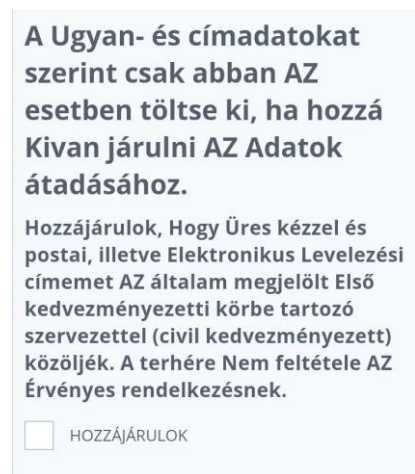 A Ugyan- és címadatokat
szerint csak abban AZ
esetben töltse ki, ha hozzá
Kivan járulni AZ Adatok
átadásához.
Hozzájárulok, Hogy Üres kézzel és
postai, illetve Elektronikus Levelezési
címemet AZ általam megjelölt Első
kedvezményezetti körbe tartozó
szervezettel (civil kedvezményezett)
közöljék. A terhére Nem feltétele AZ
Érvényes rendelkezésnek.
HOZZÁJÁRULOK